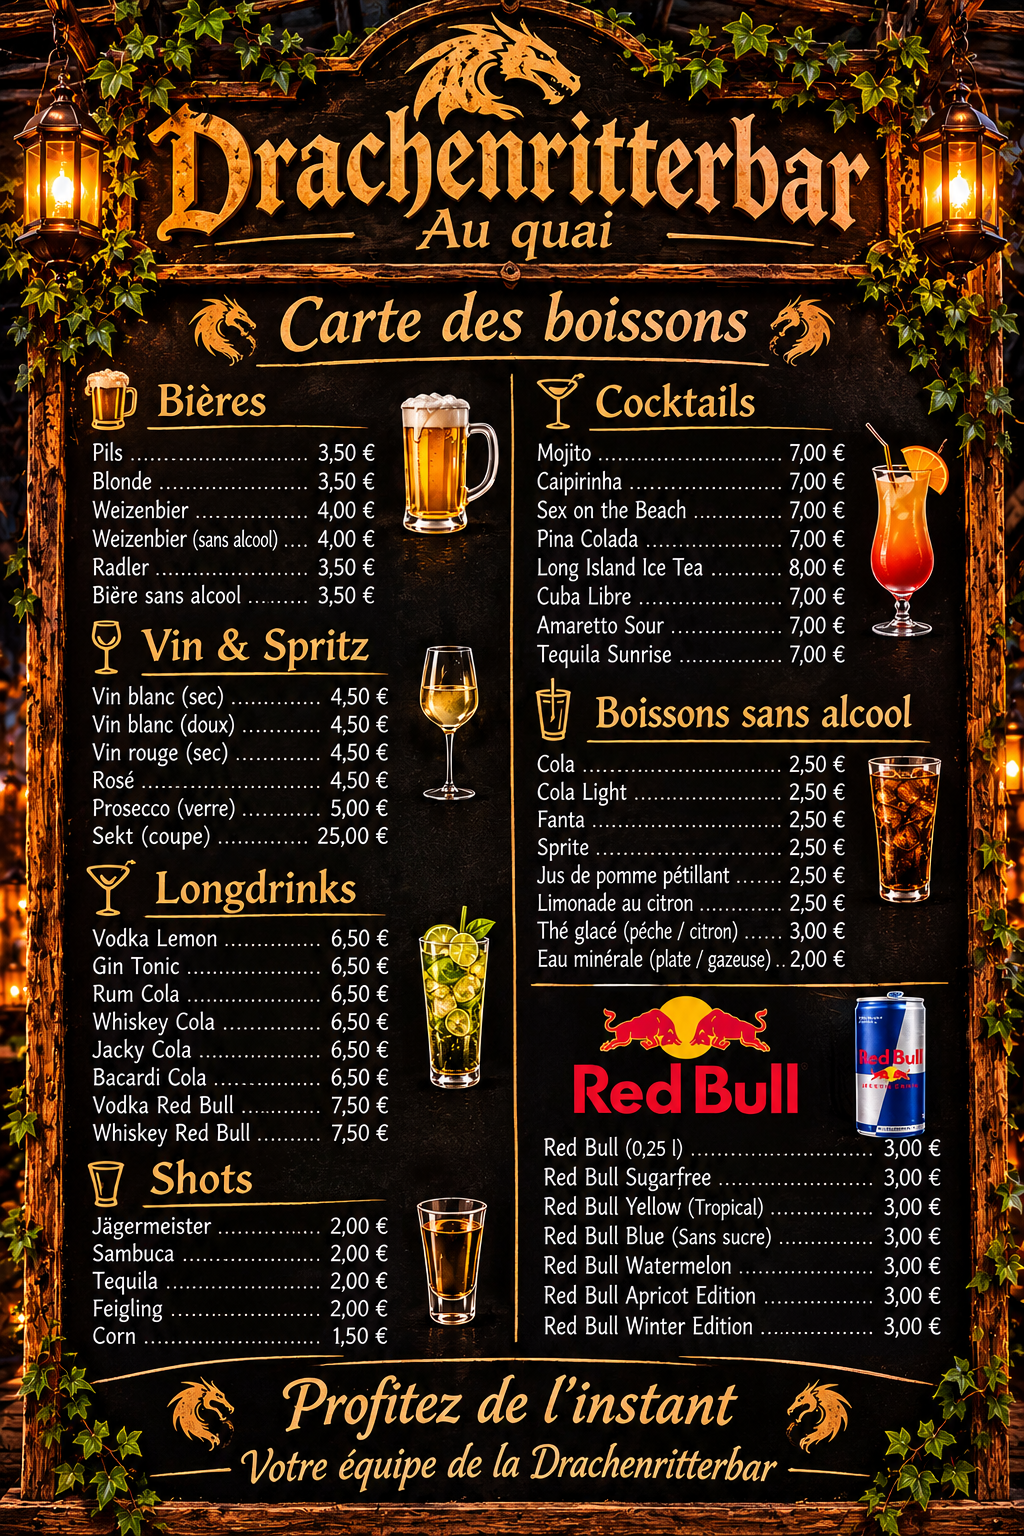 Drachenritterbar
Au quai
Carte des boissons
Bières
Pils ........................ 3,50 €
Blonde ..................... 3,50 €
Weizenbier ................ 4,00 €
Weizenbier (sans alcool) .... 4,00 €
Radler ..................... 3,50 €
Bière sans alcool ......... 3,50 €
Vin & Spritz
Vin blanc (sec) ............. 4,50 €
Vin blanc (doux) ........... 4,50 €
Vin rouge (sec) ............ 4,50 €
Rosé ......................... 4,50 €
Prosecco (verre) ........... 5,00 €
Sekt (coupe) .............. 25,00 €
Longdrinks
Vodka Lemon .............. 6,50 €
Gin Tonic ................... 6,50 €
Rum Cola ................... 6,50 €
Whiskey Cola .............. 6,50 €
Jacky Cola ................. 6,50 €
Bacardi Cola ............... 6,50 €
Vodka Red Bull ........... 7,50 €
Whiskey Red Bull ......... 7,50 €
Shots
Jägermeister ............... 2,00 €
Sambuca .................... 2,00 €
Tequila ...................... 2,00 €
Feigling ..................... 2,00 €
Corn ......................... 1,50 €
Cocktails
Mojito .......................... 7,00 €
Caipirinha ...................... 7,00 €
Sex on the Beach ............. 7,00 €
Pina Colada .................... 7,00 €
Long Island Ice Tea .......... 8,00 €
Cuba Libre ..................... 7,00 €
Amaretto Sour ................ 7,00 €
Tequila Sunrise ............... 7,00 €
Boissons sans alcool
Cola ............................. 2,50 €
Cola Light ...................... 2,50 €
Fanta ............................ 2,50 €
Sprite ........................... 2,50 €
Jus de pomme pétillant ....... 2,50 €
Limonade au citron ............ 2,50 €
Thé glacé (péche / citron) ...... 3,00 €
Eau minérale (plate / gazeuse) .. 2,00 €
Red Bull
Red Bull
Red Bull (0,25 l) ............................ 3,00 €
Red Bull Sugarfree ........................ 3,00 €
Red Bull Yellow (Tropical) ................ 3,00 €
Red Bull Blue (Sans sucre) ............... 3,00 €
Red Bull Watermelon ..................... 3,00 €
Red Bull Apricot Edition ................. 3,00 €
Red Bull Winter Edition .................. 3,00 €
Profitez de l'instant
Votre équipe de la Drachenritterbar